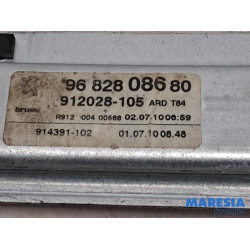 96 828 086 80
brusse
912028-105 ARD T84
R912 004 00568 02.07.10 06:59
914391-102 01.07.10 08.48
MARESIA